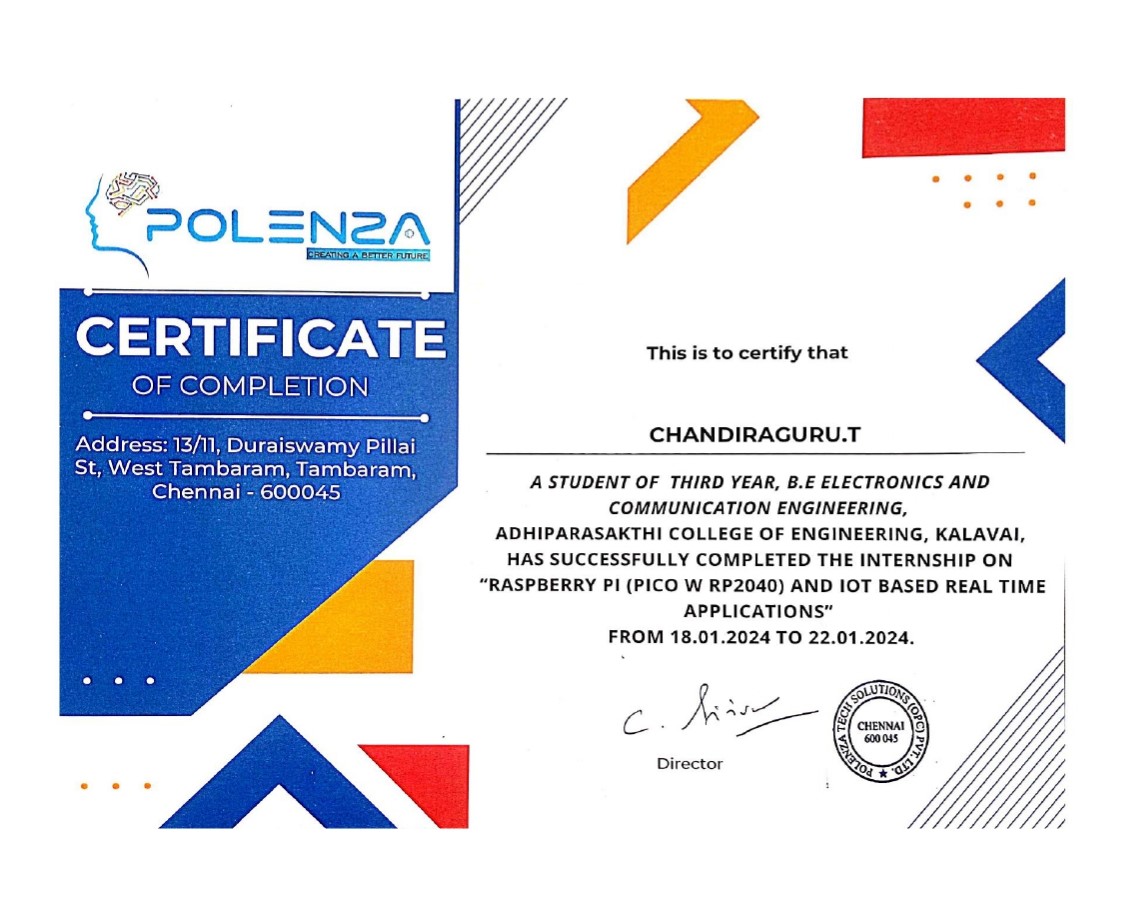 POLENZA
©
CREATING A BETTER FUTURE
CERTIFICATE
OF COMPLETION
Address: 13/11, Duraiswamy Pillai
St, West Tambaram, Tambaram,
Chennai - 600045
This is to certify that
CHANDIRAGURU.T
A STUDENT OF THIRD YEAR, B.E ELECTRONICS AND
COMMUNICATION ENGINEERING,
ADHIPARASAKTHI COLLEGE OF ENGINEERING, KALAVAI,
HAS SUCCESSFULLY COMPLETED THE INTERNSHIP ON
“RASPBERRY PI (PICO W RP2040) AND IOT BASED REAL TIME
APPLICATIONS”
FROM 18.01.2024 TO 22.01.2024.
Director
POLENZA TECH SOLUTIONS (OPC) PVT. LTD.
CHENNAI
600 045